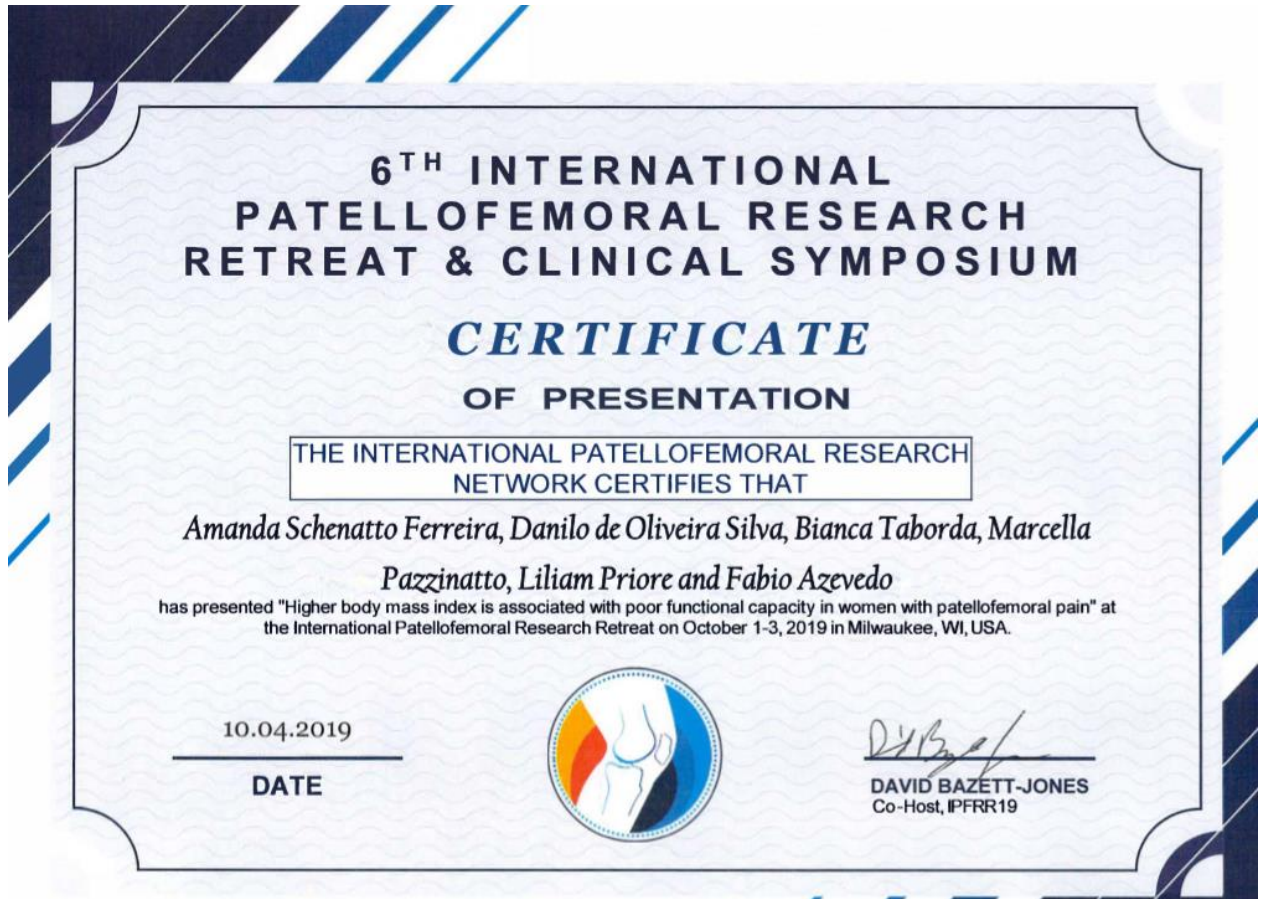 6TH INTERNATIONAL
PATELLOFEMORAL RESEARCH
RETREAT & CLINICAL SYMPOSIUM
CERTIFICATE
OF PRESENTATION
THE INTERNATIONAL PATELLOFEMORAL RESEARCH
NETWORK CERTIFIES THAT
Amanda Schenatto Ferreira, Danilo de Oliveira Silva, Bianca Taborda, Marcella
Pazzinatto, Liliam Priore and Fabio Azevedo
has presented "Higher body mass index is associated with poor functional capacity in women with patellofemoral pain" at
the International Patellofemoral Research Retreat on October 1-3, 2019 in Milwaukee, WI, USA.
10.04.2019
DATE
DAVID BAZETT-JONES
Co-Host, IPFRR19